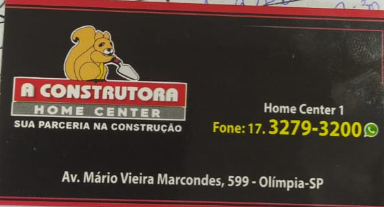 A CONSTRUTORA
HOME CENTER
SUA PARCERIA NA CONSTRUÇÃO
Home Center 1
Fone: 17. 3279-3200
Av. Mário Vieira Marcondes, 599 - Olímpia-SP